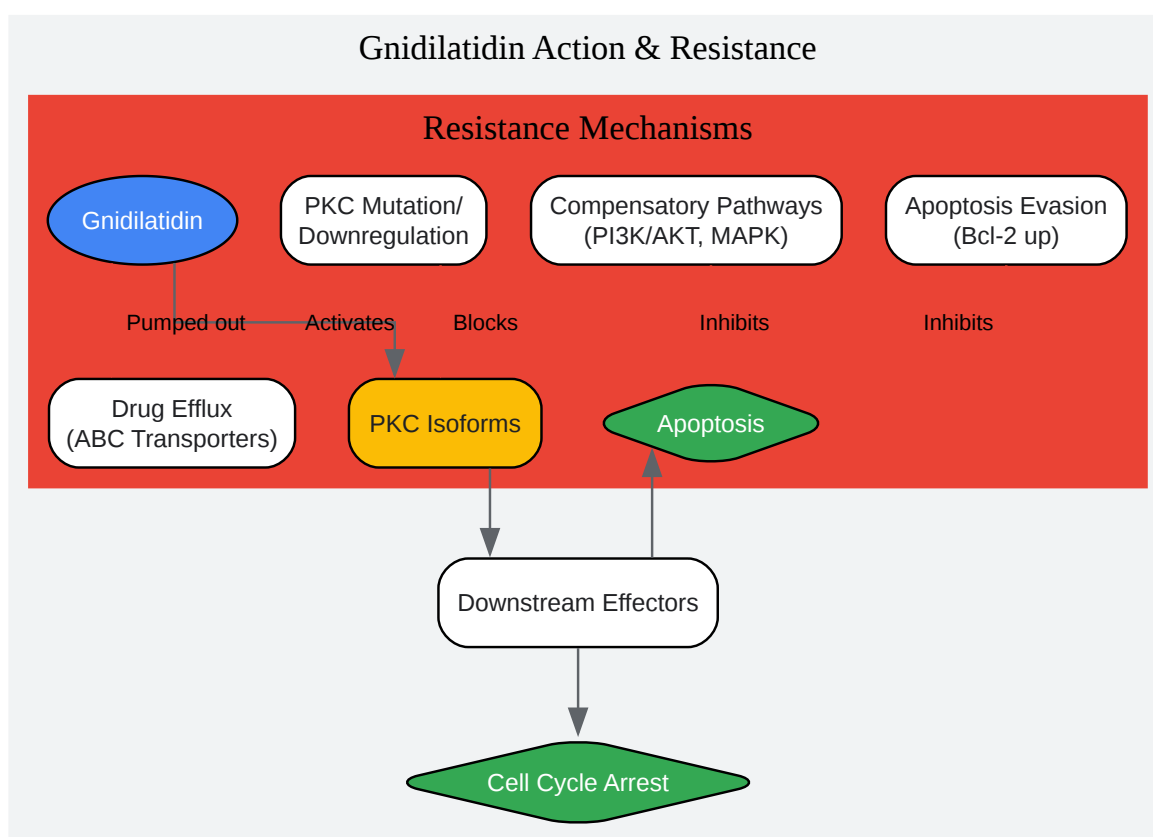 Gnidilatidin Action & Resistance
Resistance Mechanisms
Gnidilatidin
PKC Mutation/
Downregulation
Compensatory Pathways
(PI3K/AKT, MAPK)
Apoptosis Evasion
(Bcl-2 up)
Pumped out
Activates
Blocks
Inhibits
Inhibits
Drug Efflux
(ABC Transporters)
PKC Isoforms
Apoptosis
Downstream Effectors
Cell Cycle Arrest